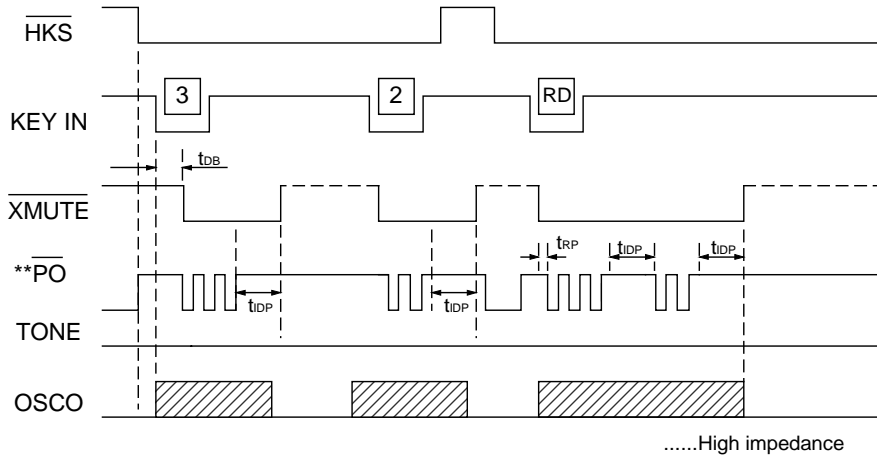 HKS
3
2
RD
KEY IN
tDB
XMUTE
tRP
tIDP
tIDP
**PO
tIDP
tIDP
TONE
OSCO
......High impedance